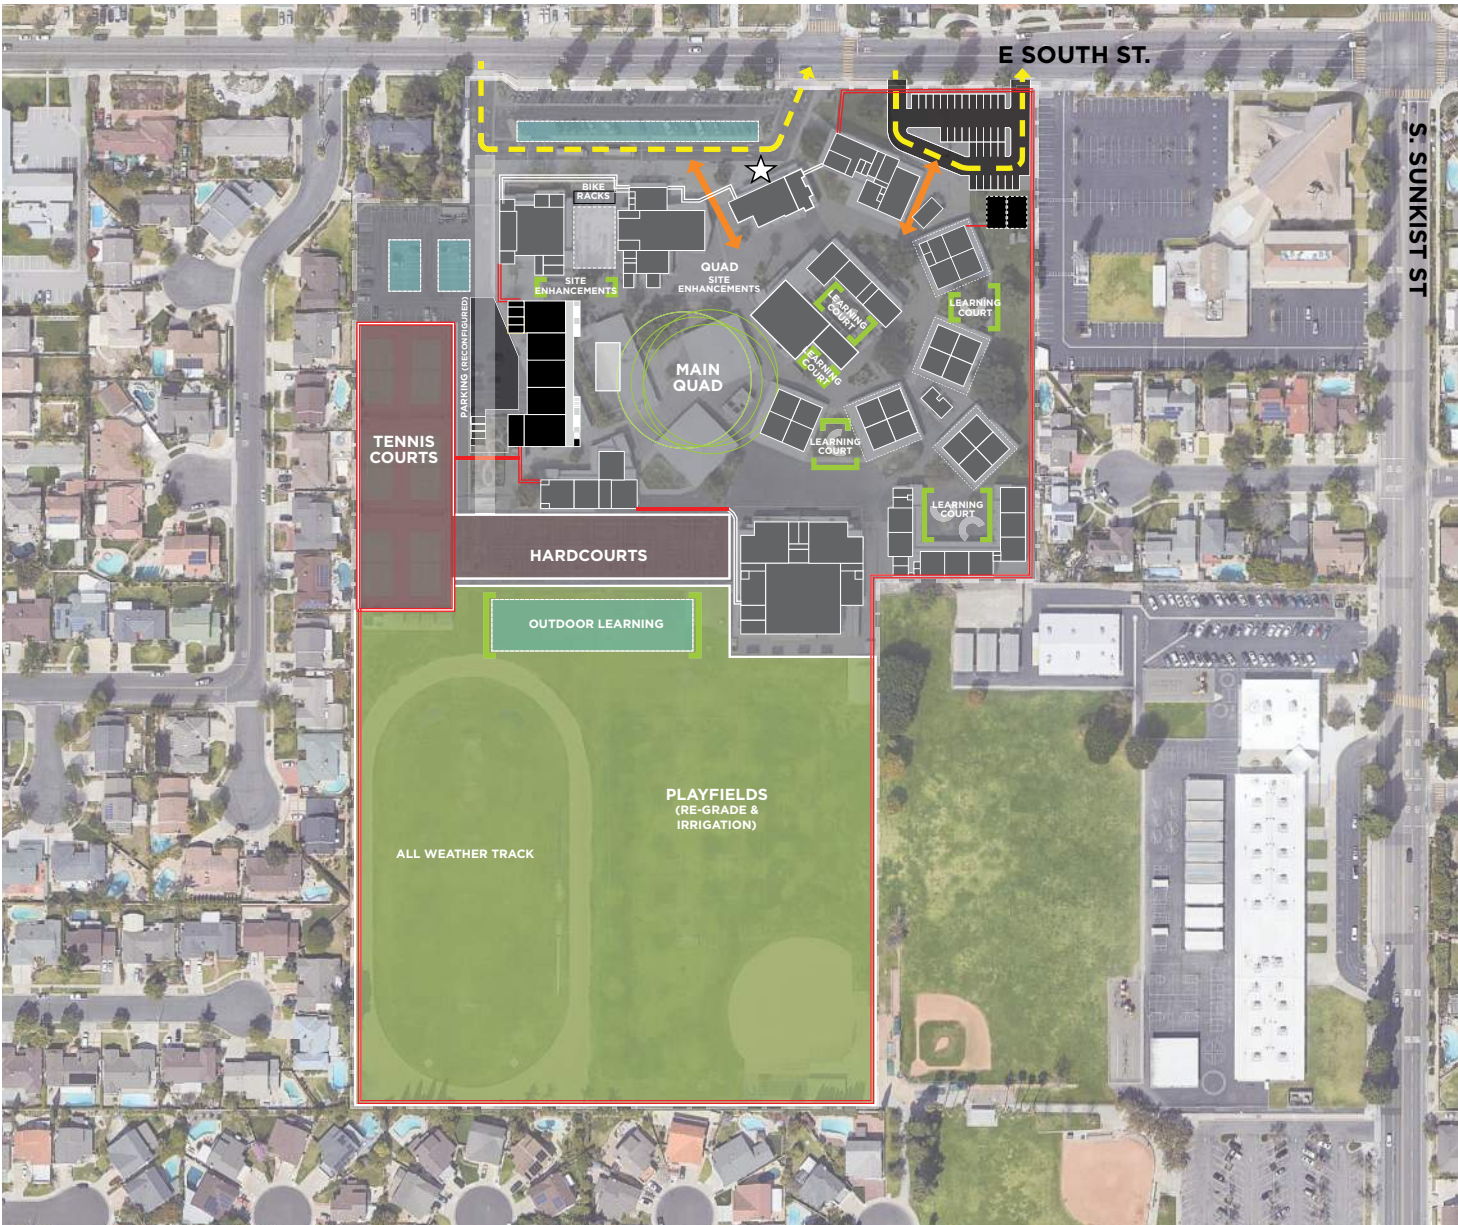 E SOUTH ST.
S. SUNKIST ST
BIKE
RACKS
QUAD
SITE
ENHANCEMENTS
SITE
ENHANCEMENTS
LEARNING
COURT
LEARNING
COURT
LEARNING
COURT
PARKING (RECONFIGURED)
MAIN
QUAD
TENNIS
COURTS
LEARNING
COURT
LEARNING
COURT
HARDCOURTS
OUTDOOR LEARNING
PLAYFIELDS
(RE-GRADE &
IRRIGATION)
ALL WEATHER TRACK